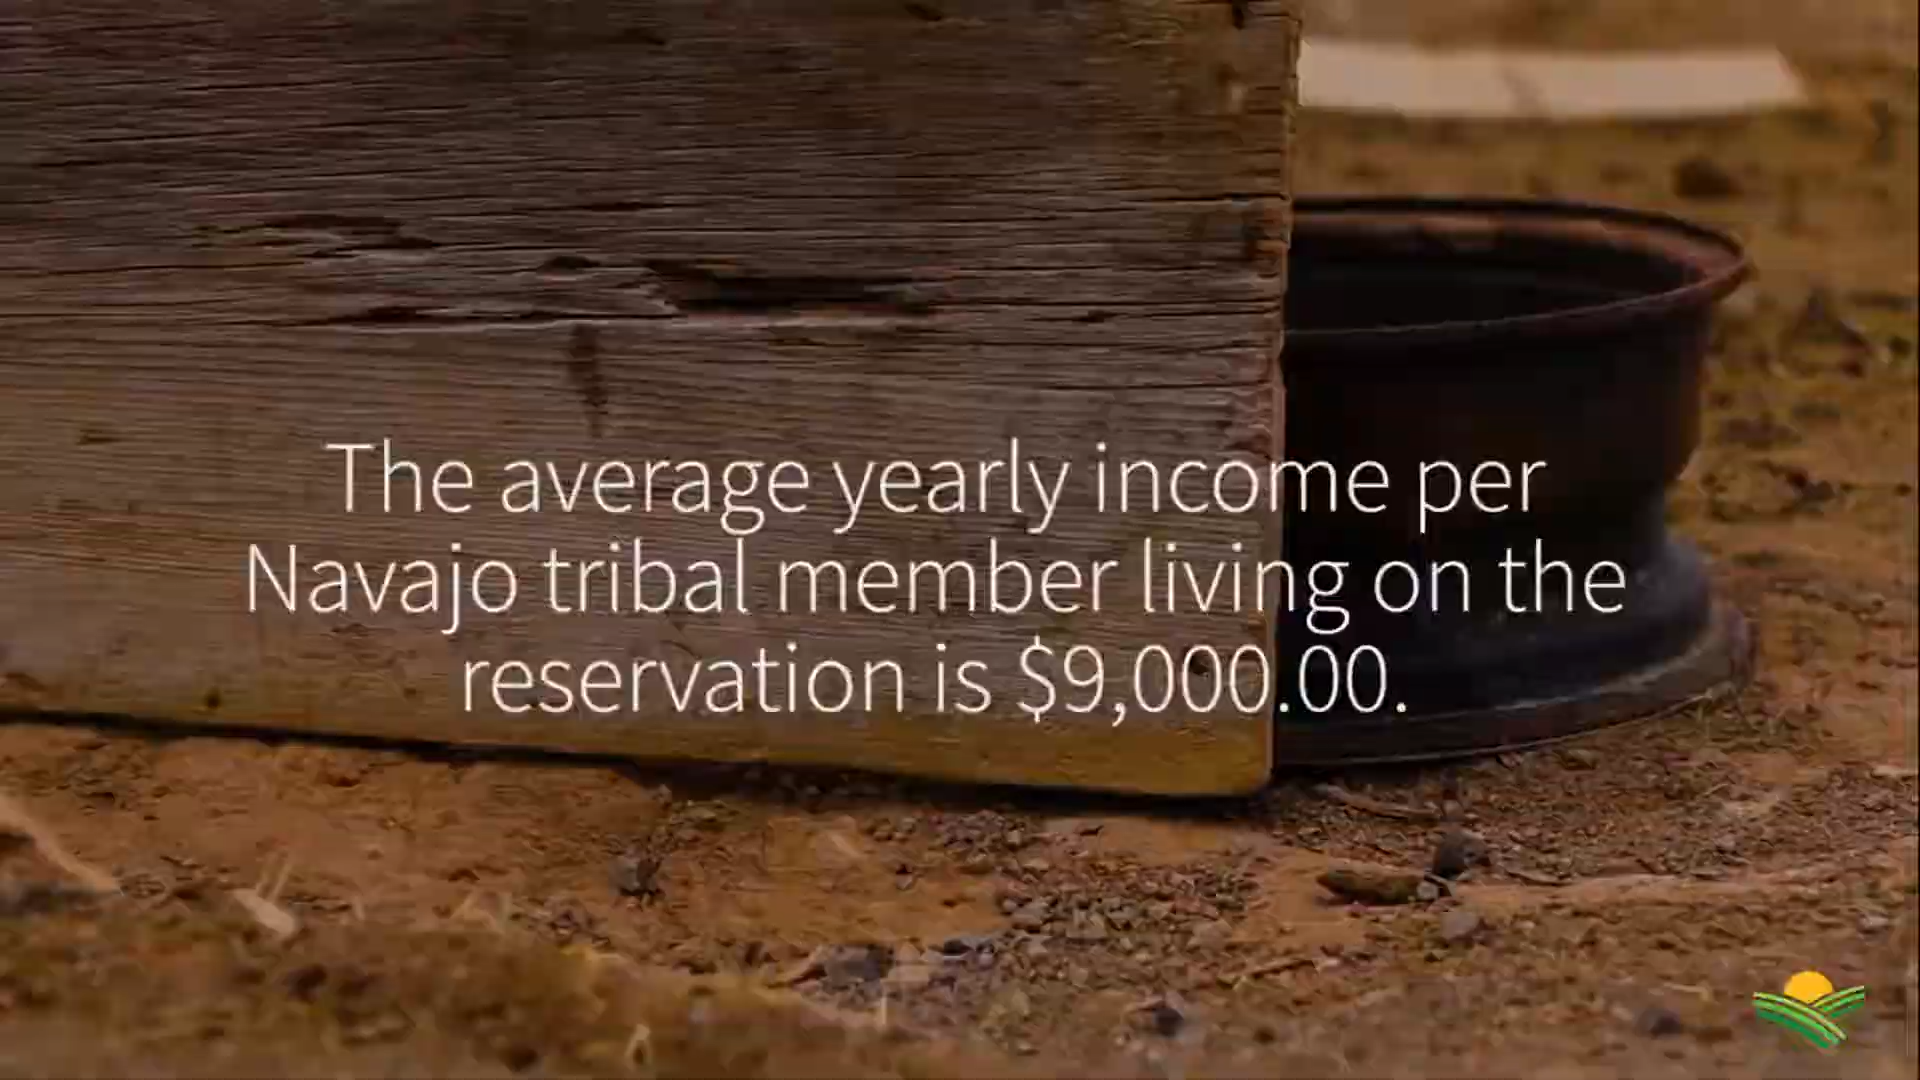 The average yearly income per
Navajo tribal member living on the
reservation is $9,000.00.